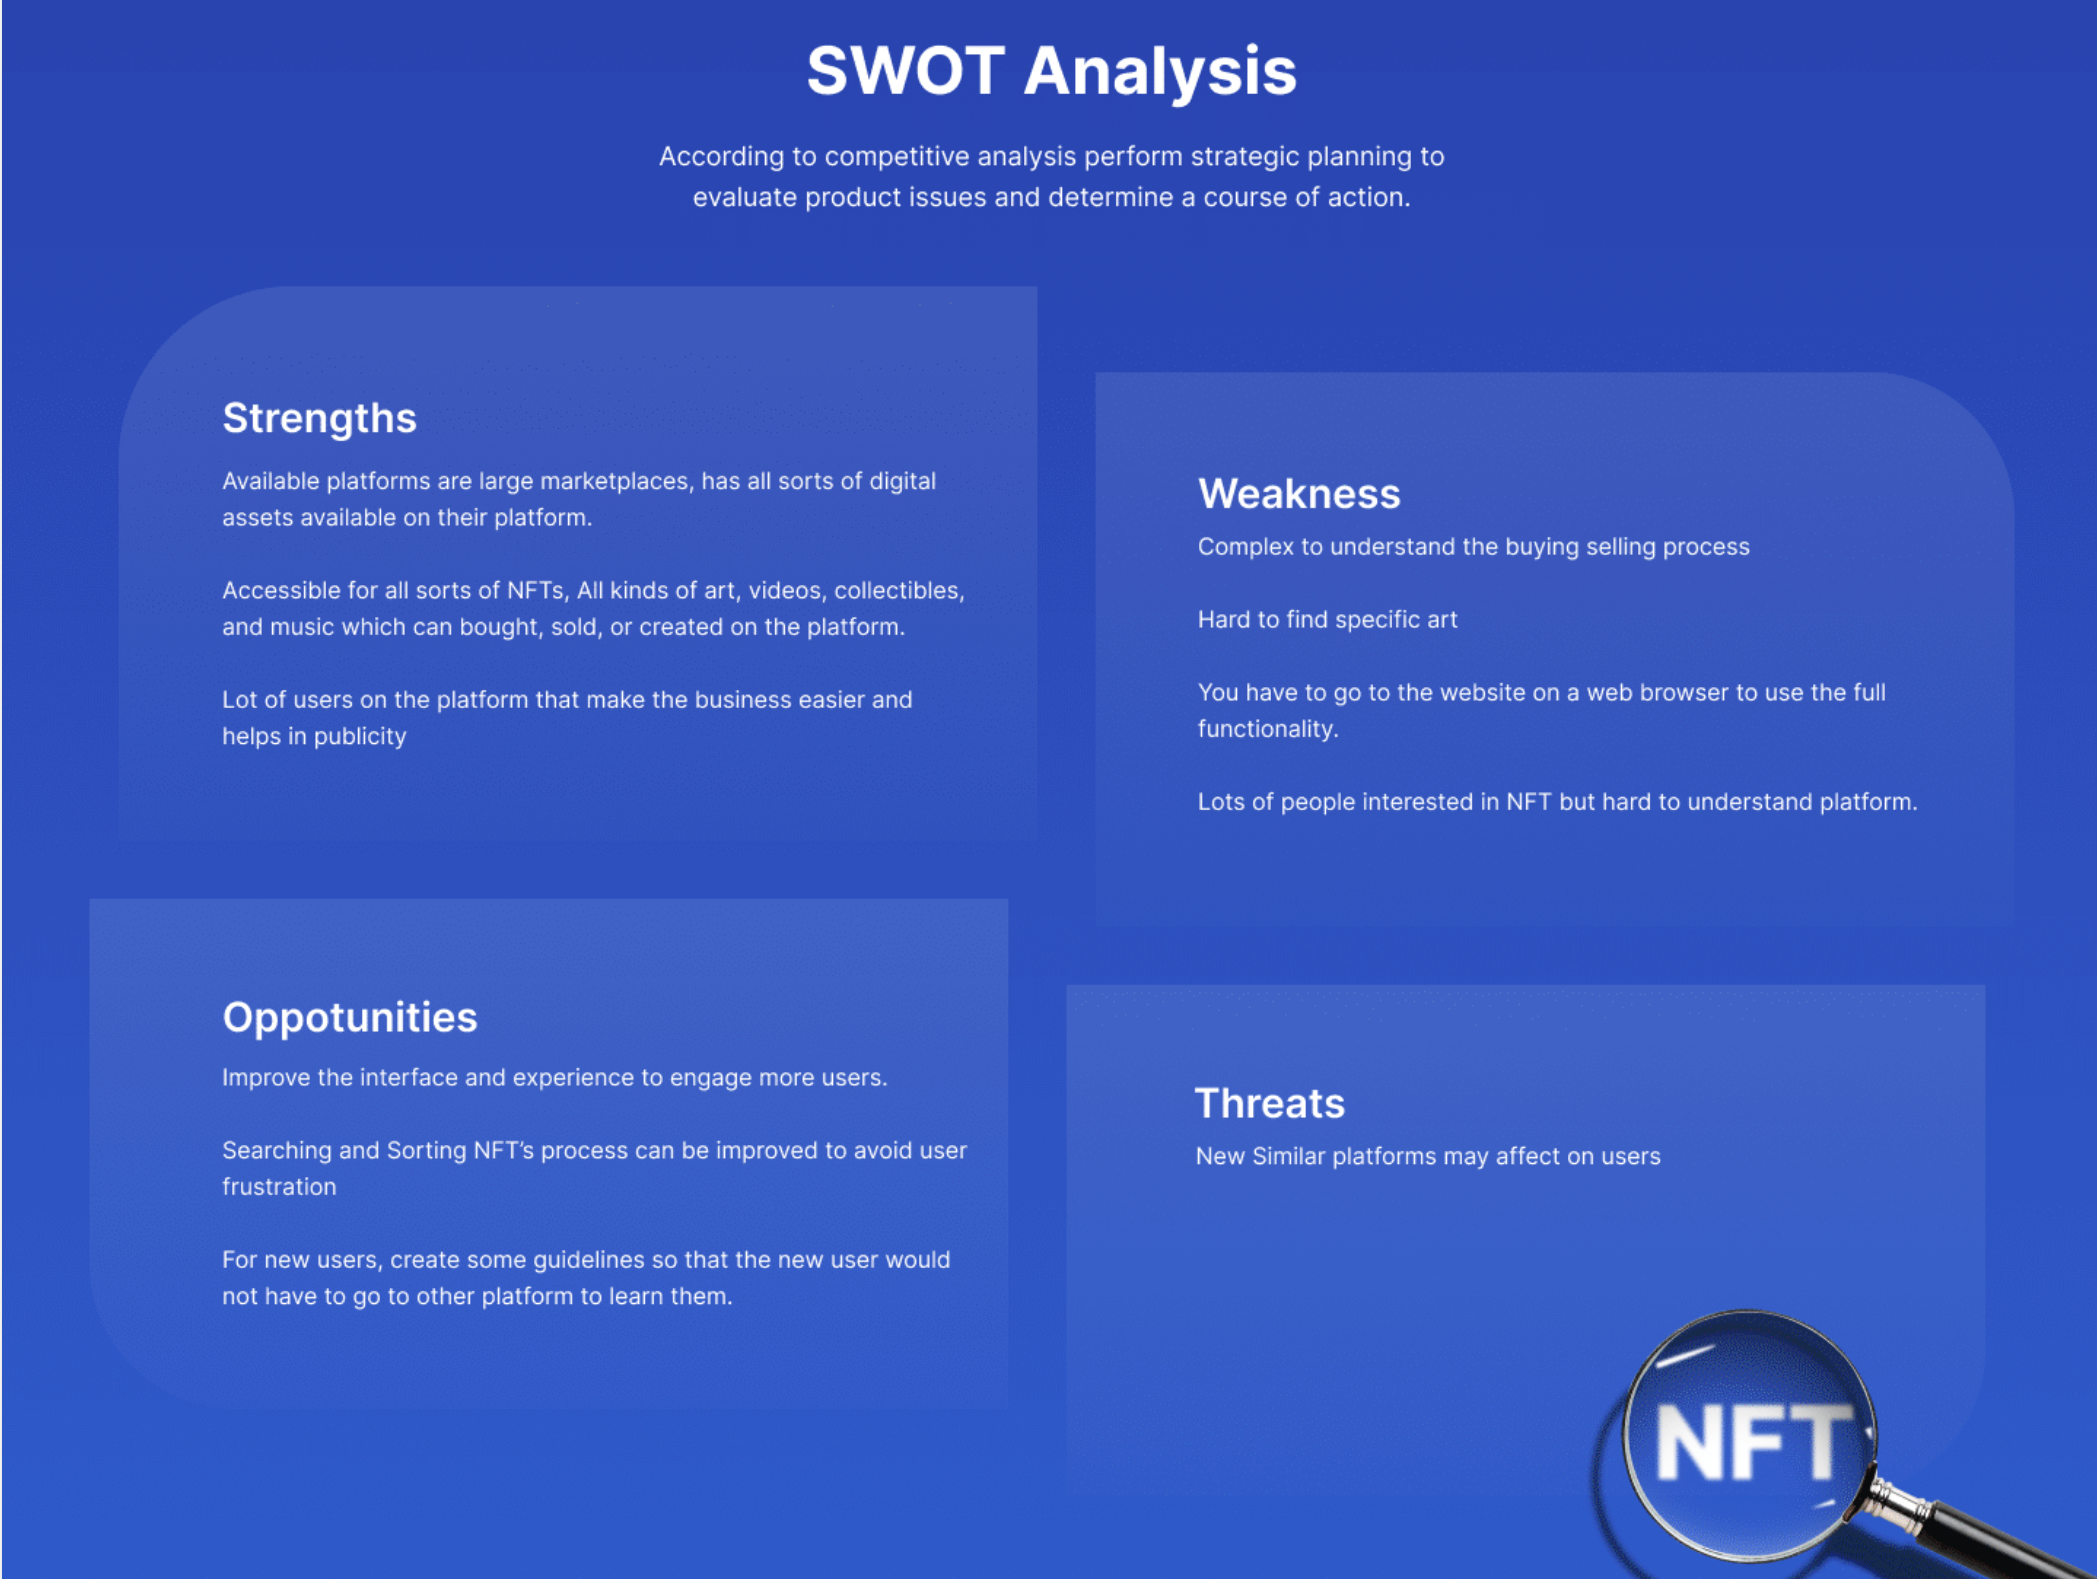 SWOT Analysis
According to competitive analysis perform strategic planning to
evaluate product issues and determine a course of action.
Strengths
Available platforms are large marketplaces, has all sorts of digital
assets available on their platform.
Accessible for all sorts of NFTs, All kinds of art, videos, collectibles,
and music which can bought, sold, or created on the platform.
Lot of users on the platform that make the business easier and
helps in publicity
Weakness
Complex to understand the buying selling process
Hard to find specific art
You have to go to the website on a web browser to use the full
functionality.
Lots of people interested in NFT but hard to understand platform.
Oppotunities
Improve the interface and experience to engage more users.
Searching and Sorting NFT’s process can be improved to avoid user
frustration
For new users, create some guidelines so that the new user would
not have to go to other platform to learn them.
Threats
New Similar platforms may affect on users
NFT